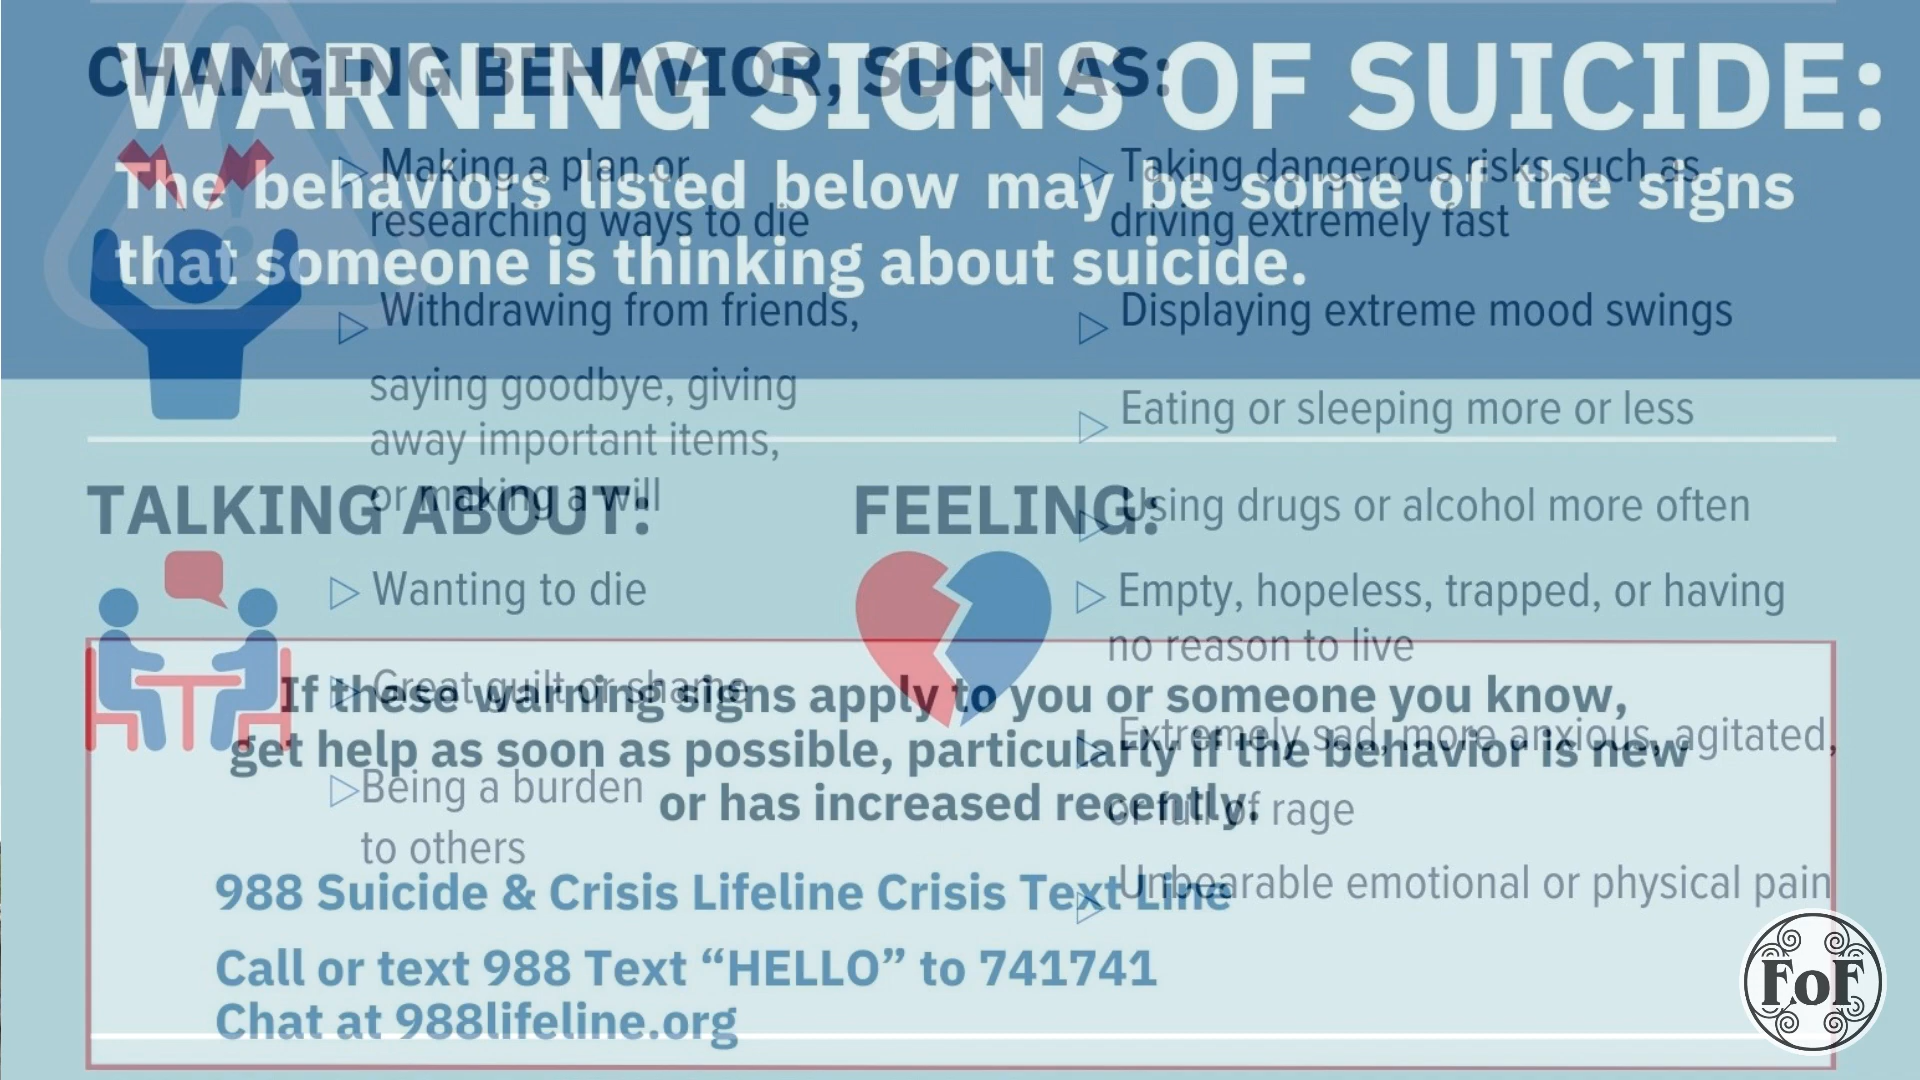 WARNING SIGNS OF SUICIDE:
The behaviors listed below may be some of the signs
that someone is thinking about suicide.
TALKING ABOUT:
Wanting to die
Great guilt or shame
Being a burden
to others
FEELING:
Empty, hopeless, trapped, or having
no reason to live
Extremely sad, more anxious, agitated,
or full of rage
Unbearable emotional or physical pain
CHANGING BEHAVIOR, SUCH AS:
Making a plan or
researching ways to die
Withdrawing from friends,
saying goodbye, giving
away important items,
or making a will
Taking dangerous risks such as
driving extremely fast
Displaying extreme mood swings
Eating or sleeping more or less
Using drugs or alcohol more often
If these warning signs apply to you or someone you know,
get help as soon as possible, particularly if the behavior is new
or has increased recently.
988 Suicide & Crisis Lifeline Crisis Text Line
Call or text 988 Text “HELLO” to 741741
Chat at 988lifeline.org
FoF